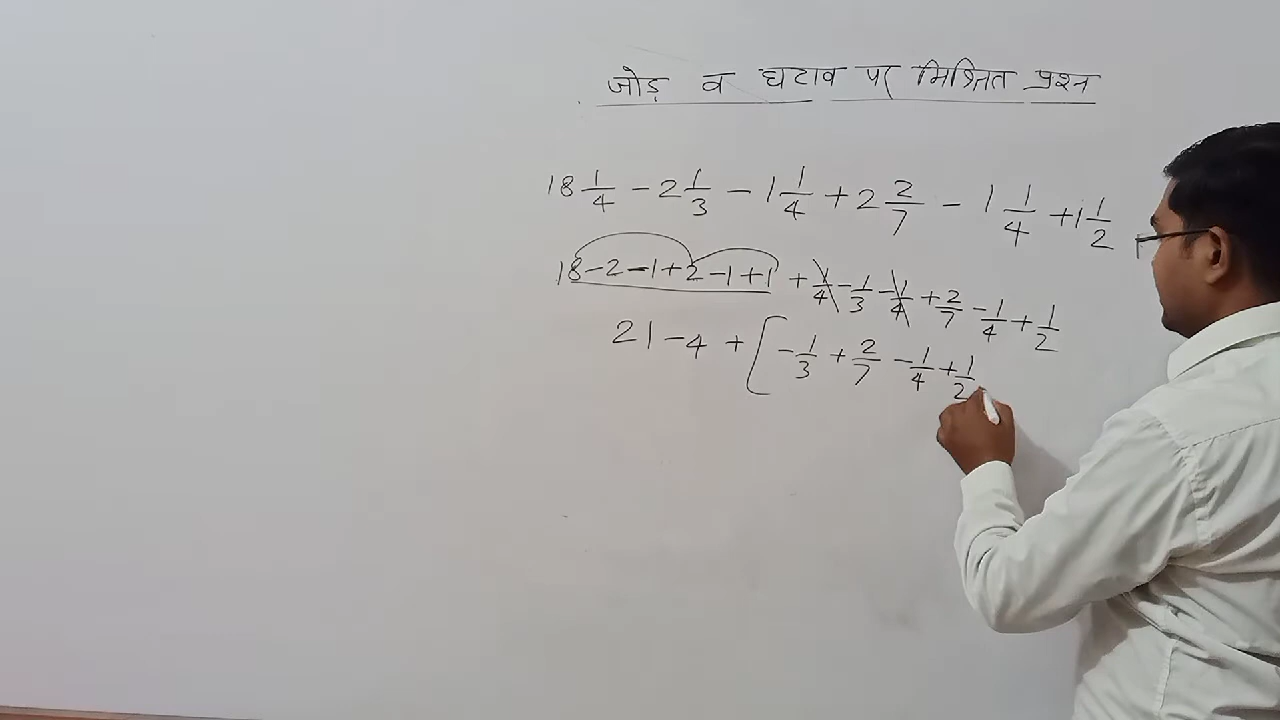 जोड़ व घटाव पर मिश्रित प्रश्न
18 1/4 - 2 1/3 - 1 1/4 + 2 2/7 - 1 1/4 + 1 1/2
18 - 2 - 1 + 2 - 1 + 1 + 1/4 - 1/3 - 1/4 + 2/7 - 1/4 + 1/2
21 - 4 + [ - 1/3 + 2/7 - 1/4 + 1/2